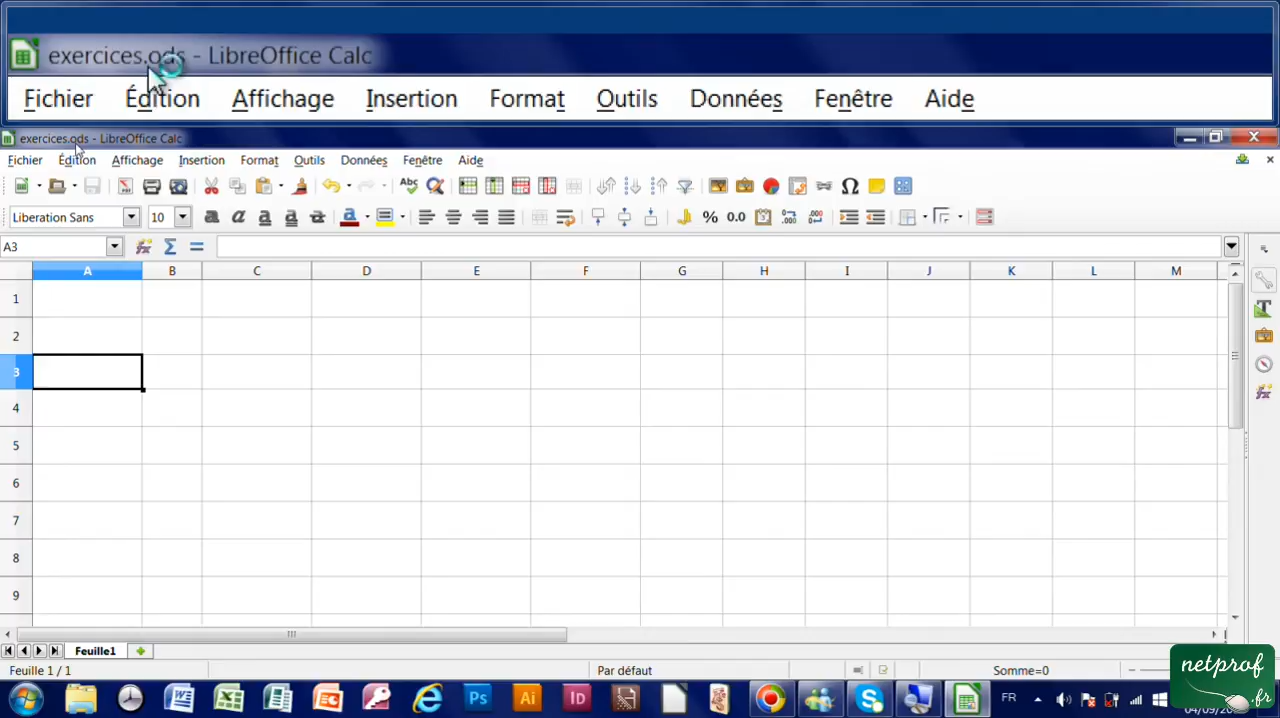 exercices.ods - LibreOffice Calc
Fichier Édition Affichage Insertion Format Outils Données Fenêtre Aide
exercices.ods - LibreOffice Calc
Fichier Édition Affichage Insertion Format Outils Données Fenêtre Aide
Liberation Sans 10
A3
A B C D E F G H I J K L M
1
2
3
4
5
6
7
8
9
Feuille1
Feuille 1 / 1 Par défaut Somme=0
FR
netprof
.fr